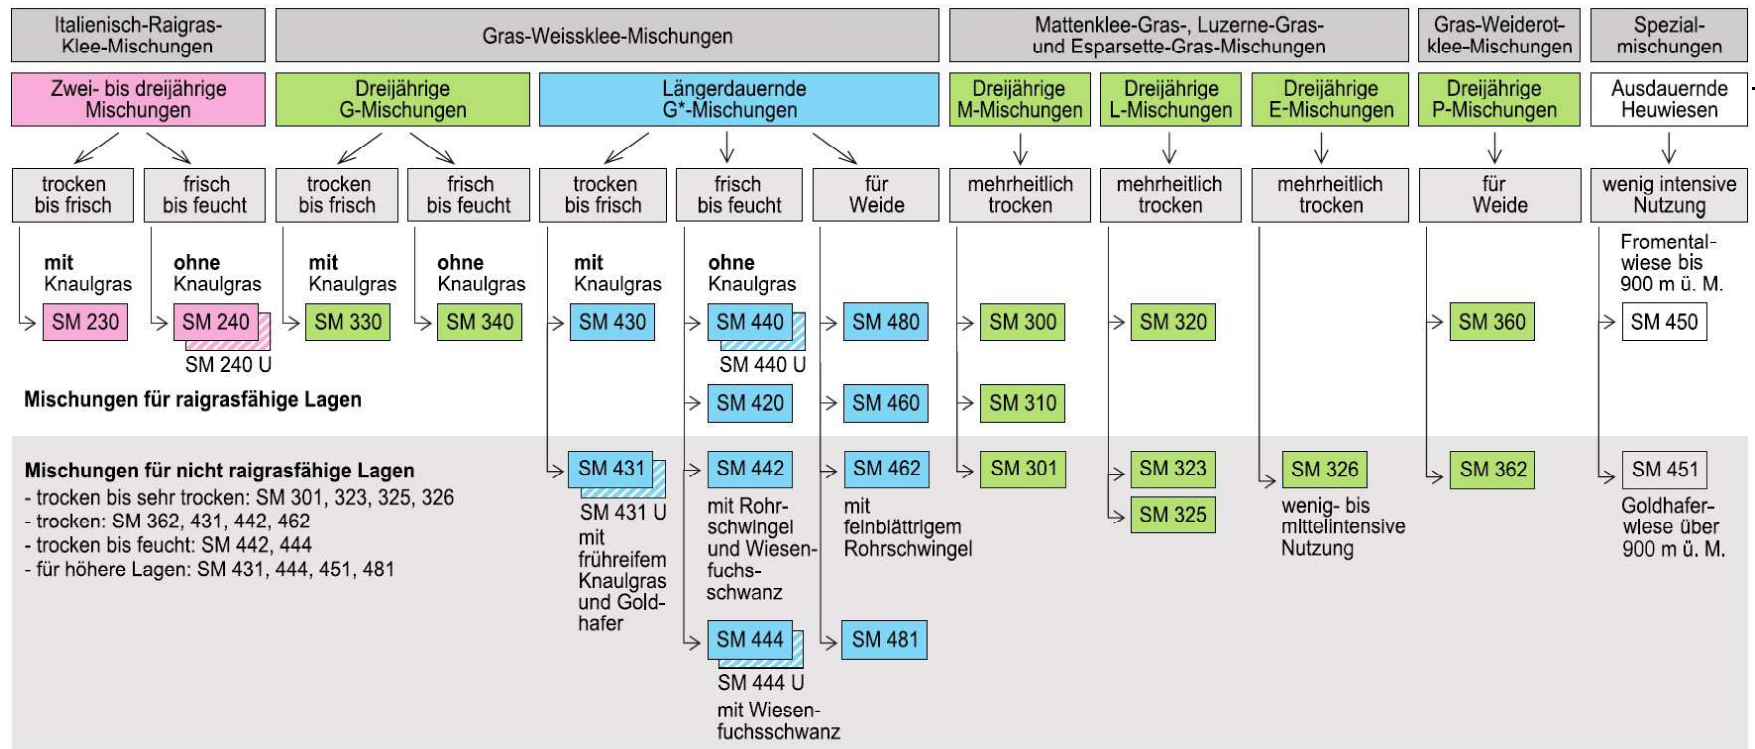 Italienisch-Raigras-
Klee-Mischungen
Gras-Weissklee-Mischungen
Mattenklee-Gras-, Luzerne-Gras-
und Esparsette-Gras-Mischungen
Gras-Weiderot-
klee-Mischungen
Spezial-
mischungen
Zwei- bis dreijährige
Mischungen
Dreijährige
G-Mischungen
Längerdauernde
G*-Mischungen
Dreijährige
M-Mischungen
Dreijährige
L-Mischungen
Dreijährige
E-Mischungen
Dreijährige
P-Mischungen
Ausdauernde
Heuwiesen
trocken
bis frisch
frisch
bis feucht
trocken
bis frisch
frisch
bis feucht
trocken
bis frisch
frisch
bis feucht
für
Weide
mehrheitlich
trocken
mehrheitlich
trocken
mehrheitlich
trocken
für
Weide
wenig intensive
Nutzung
mit
Knaulgras
SM 230
ohne
Knaulgras
SM 240
SM 240 U
mit
Knaulgras
SM 330
ohne
Knaulgras
SM 340
mit
Knaulgras
SM 430
ohne
Knaulgras
SM 440
SM 440 U
SM 480
SM 300
SM 320
SM 360
Fromental-
wiese bis
900 m ü. M.
SM 450
Mischungen für raigrasfähige Lagen
SM 420
SM 460
SM 310
Mischungen für nicht raigrasfähige Lagen
- trocken bis sehr trocken: SM 301, 323, 325, 326
- trocken: SM 362, 431, 442, 462
- trocken bis feucht: SM 442, 444
- für höhere Lagen: SM 431, 444, 451, 481
SM 431
SM 431 U
mit
frühreifem
Knaulgras
und Gold-
hafer
SM 442
mit Rohr-
schwingel
und Wiesen-
fuchs-
schwanz
SM 444
SM 444 U
mit Wiesen-
fuchsschwanz
SM 462
mit
feinblättrigem
Rohrschwingel
SM 481
SM 301
SM 323
SM 325
SM 326
wenig- bis
mittelintensive
Nutzung
SM 362
SM 451
Goldhafer-
wiese über
900 m ü. M.